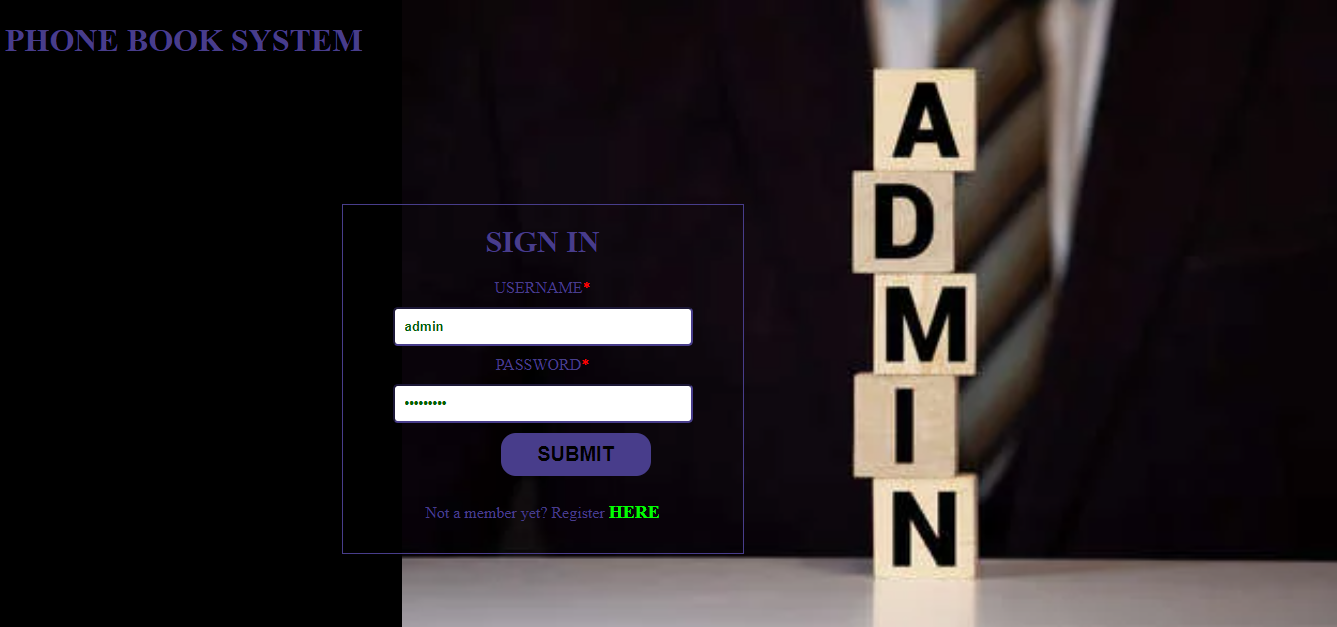 PHONE BOOK SYSTEM
A
D
M
I
N
SIGN IN
USERNAME*
admin
PASSWORD*
•••••••••
SUBMIT
Not a member yet? Register HERE